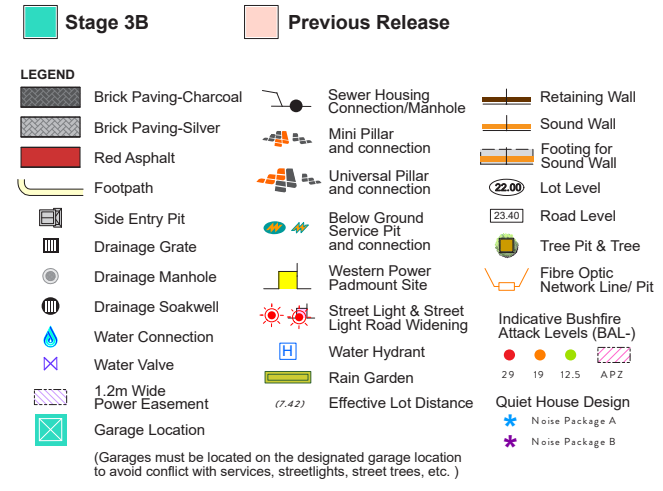 Stage 3B
Previous Release
LEGEND
Brick Paving-Charcoal
Brick Paving-Silver
Red Asphalt
Footpath
Side Entry Pit
Drainage Grate
Drainage Manhole
Drainage Soakwell
Water Connection
Water Valve
1.2m Wide
Power Easement
Garage Location
(Garages must be located on the designated garage location
to avoid conflict with services, streetlights, street trees, etc. )
Sewer Housing
Connection/Manhole
Mini Pillar
and connection
Universal Pillar
and connection
Below Ground
Service Pit
and connection
Western Power
Padmount Site
Street Light & Street
Light Road Widening
H
Water Hydrant
Rain Garden
(7.42)
Effective Lot Distance
Retaining Wall
Sound Wall
Footing for
Sound Wall
22.00
Lot Level
23.40
Road Level
Tree Pit & Tree
Fibre Optic
Network Line/ Pit
Indicative Bushfire
Attack Levels (BAL-)
29 19 12.5 APZ
Quiet House Design
Noise Package A
Noise Package B